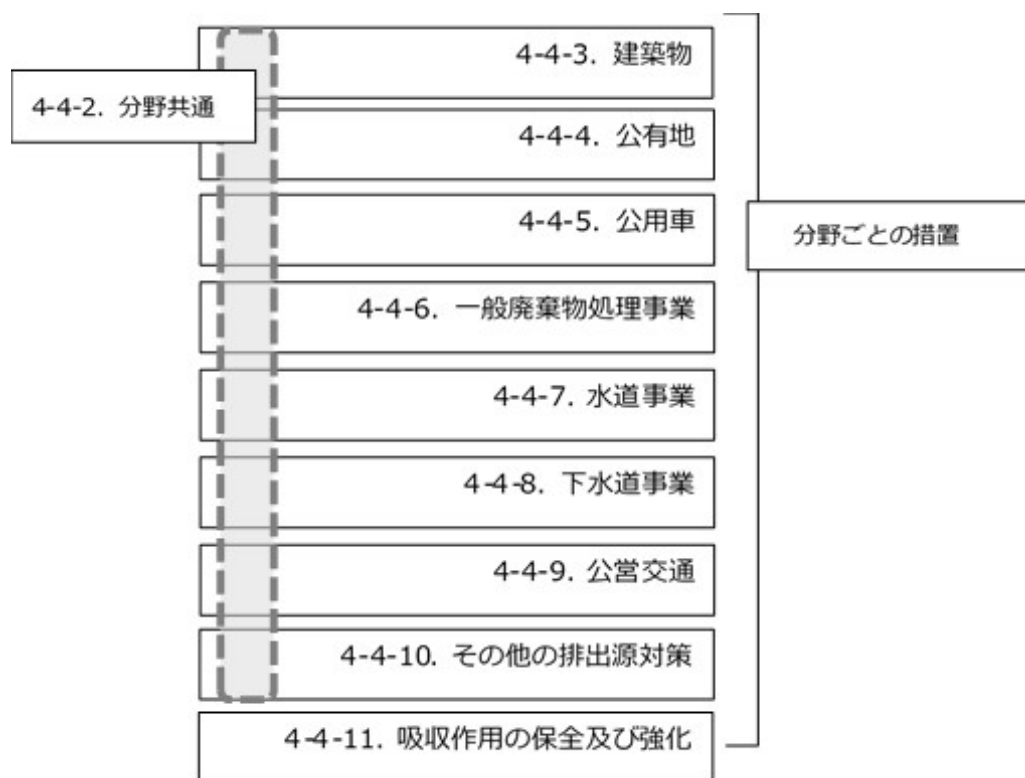 4-4-3. 建築物
4-4-2. 分野共通
4-4-4. 公有地
4-4-5. 公用車
分野ごとの措置
4-4-6. 一般廃棄物処理事業
4-4-7. 水道事業
4-4-8. 下水道事業
4-4-9. 公営交通
4-4-10. その他の排出源対策
4-4-11. 吸収作用の保全及び強化